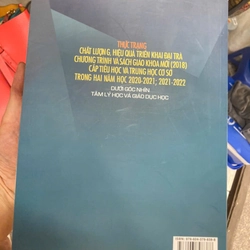 THỰC TRẠNG
CHẤT LƯỢNG, HIỆU QUẢ TRIỂN KHAI ĐẠI TRÀ
CHƯƠNG TRÌNH VÀ SÁCH GIÁO KHOA MỚI (2018)
CẤP TIỂU HỌC VÀ TRUNG HỌC CƠ SỞ
TRONG HAI NĂM HỌC 2020-2021; 2021-2022
DƯỚI GÓC NHÌN
TÂM LÝ HỌC VÀ GIÁO DỤC HỌC